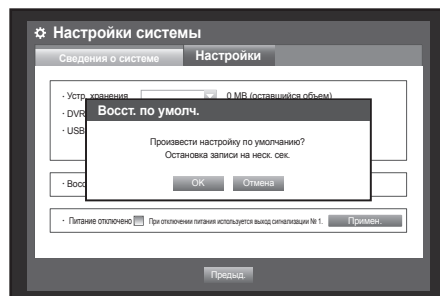 Настройки системы
Сведения о системе Настройки
· Устр. хранения 0 MB (оставшийся объем)
· DVR
· USB
Восст. по умолч.
Произвести настройку по умолчанию?
Остановка записи на неск. сек.
OK Отмена
· Восс
· Питание отключено При отключении питания используется выход сигнализации № 1. Примен.
Предыд.